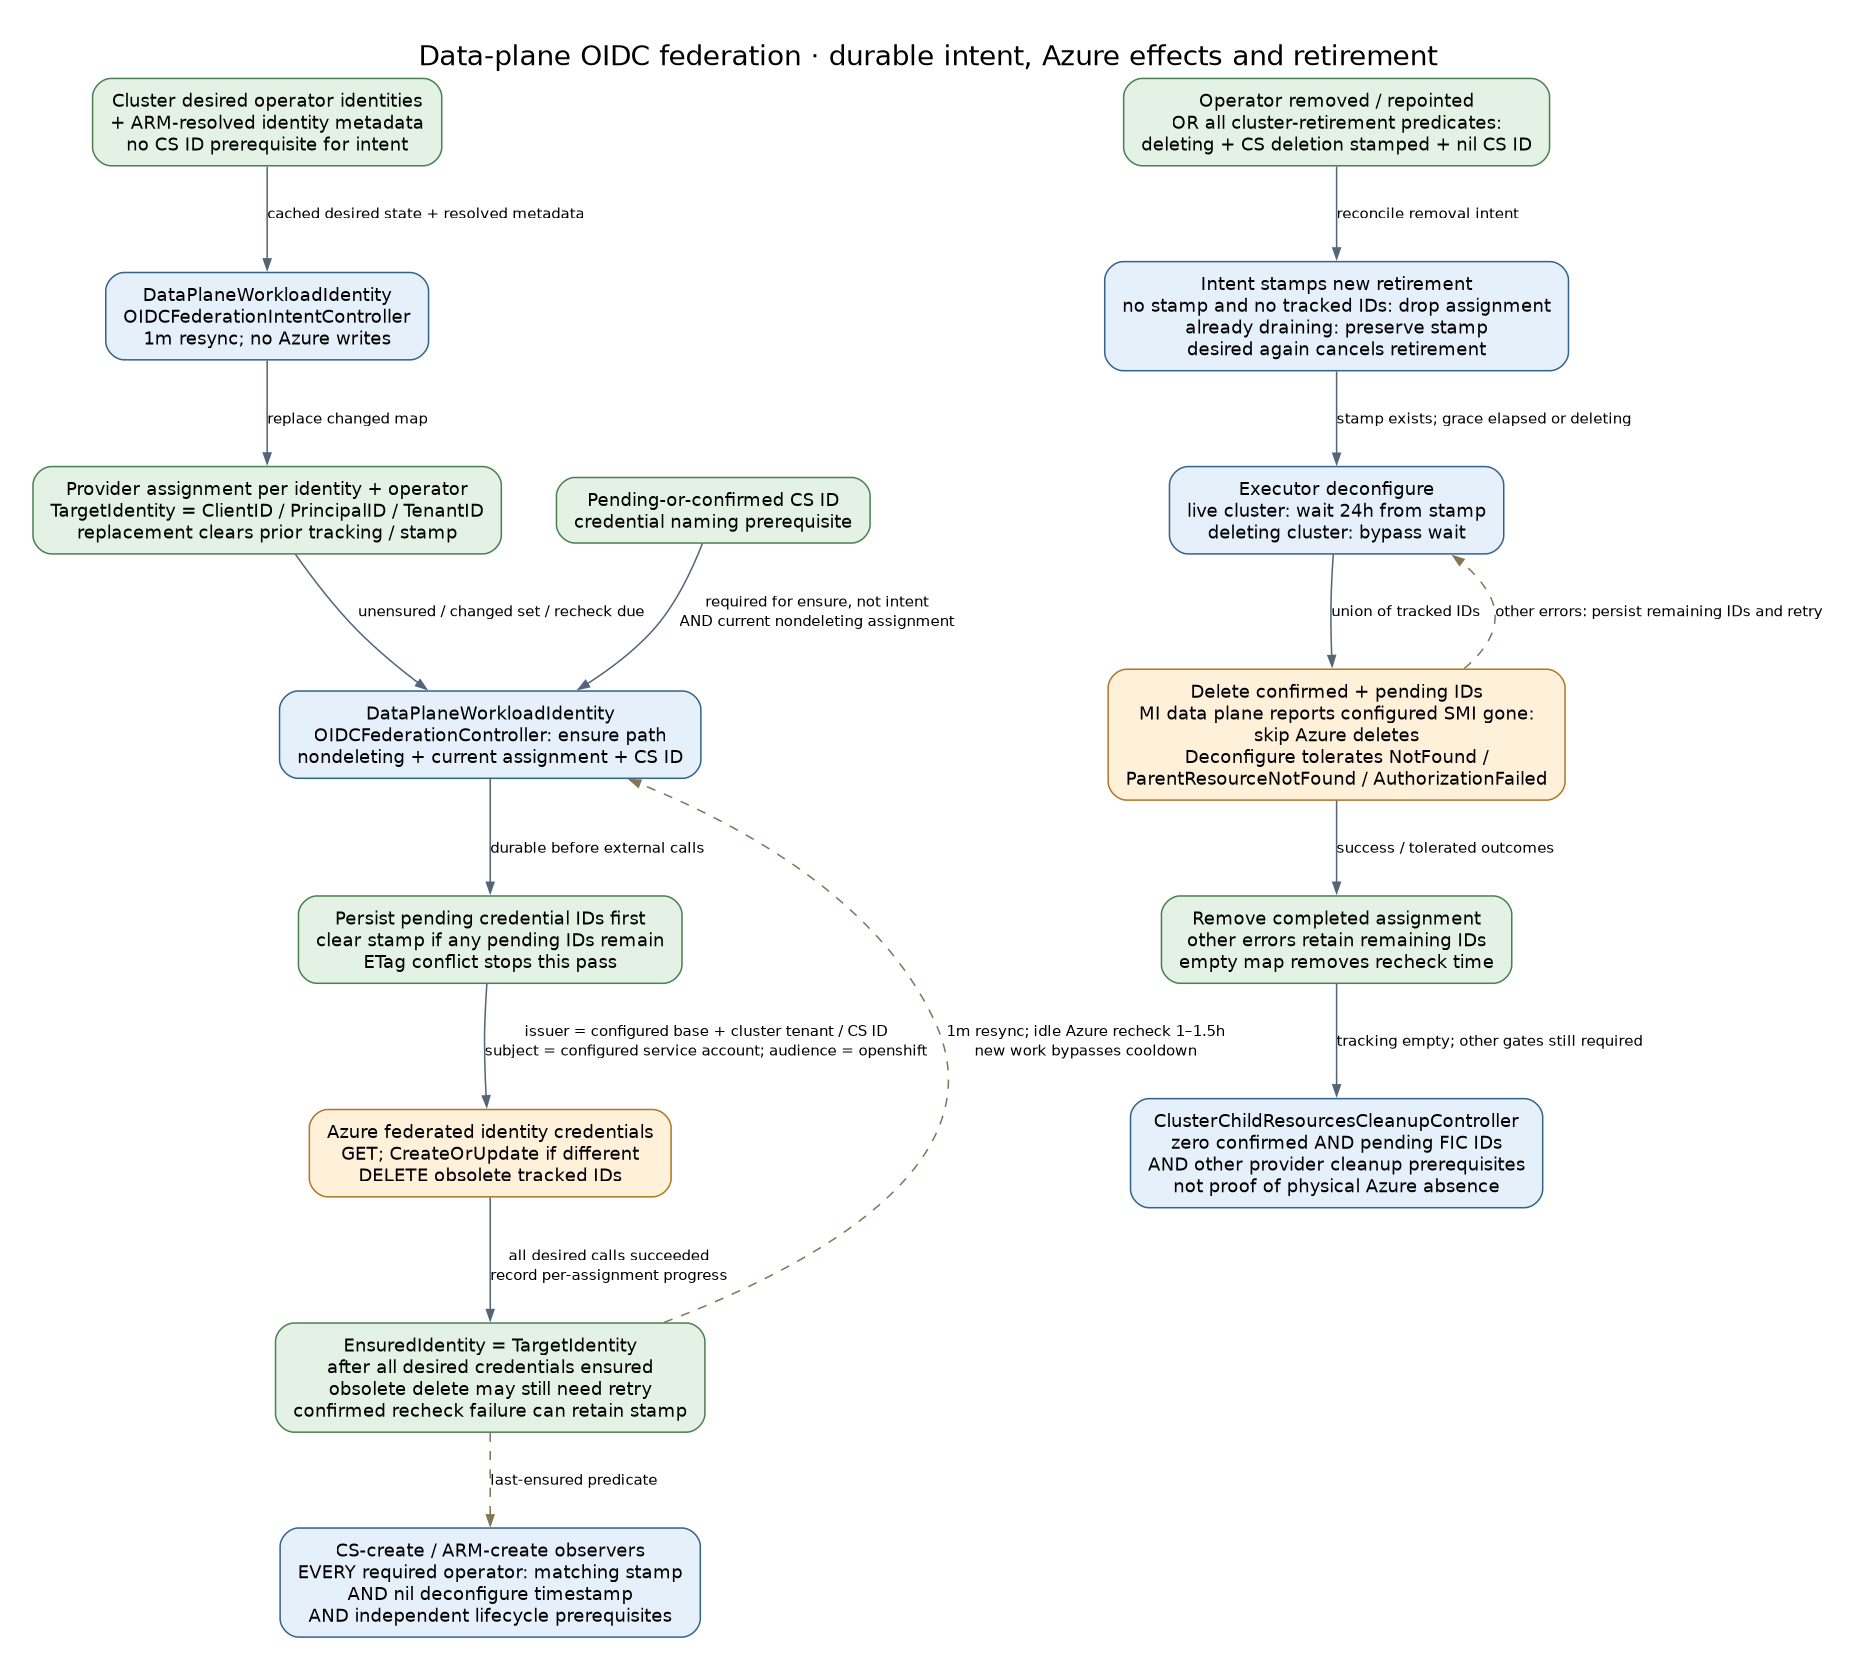 Data-plane OIDC federation · durable intent, Azure effects and retirement
Cluster desired operator identities
+ ARM-resolved identity metadata
no CS ID prerequisite for intent
cached desired state + resolved metadata
DataPlaneWorkloadIdentity
OIDCFederationIntentController
1m resync; no Azure writes
replace changed map
Provider assignment per identity + operator
TargetIdentity = ClientID / PrincipalID / TenantID
replacement clears prior tracking / stamp
Pending-or-confirmed CS ID
credential naming prerequisite
unensured / changed set / recheck due
required for ensure, not intent
AND current nondeleting assignment
DataPlaneWorkloadIdentity
OIDCFederationController: ensure path
nondeleting + current assignment + CS ID
durable before external calls
Persist pending credential IDs first
clear stamp if any pending IDs remain
ETag conflict stops this pass
issuer = configured base + cluster tenant / CS ID
subject = configured service account; audience = openshift
1m resync; idle Azure recheck 1–1.5h
new work bypasses cooldown
Azure federated identity credentials
GET; CreateOrUpdate if different
DELETE obsolete tracked IDs
all desired calls succeeded
record per-assignment progress
EnsuredIdentity = TargetIdentity
after all desired credentials ensured
obsolete delete may still need retry
confirmed recheck failure can retain stamp
last-ensured predicate
CS-create / ARM-create observers
EVERY required operator: matching stamp
AND nil deconfigure timestamp
AND independent lifecycle prerequisites
Operator removed / repointed
OR all cluster-retirement predicates:
deleting + CS deletion stamped + nil CS ID
reconcile removal intent
Intent stamps new retirement
no stamp and no tracked IDs: drop assignment
already draining: preserve stamp
desired again cancels retirement
stamp exists; grace elapsed or deleting
Executor deconfigure
live cluster: wait 24h from stamp
deleting cluster: bypass wait
union of tracked IDs
other errors: persist remaining IDs and retry
Delete confirmed + pending IDs
MI data plane reports configured SMI gone:
skip Azure deletes
Deconfigure tolerates NotFound /
ParentResourceNotFound / AuthorizationFailed
success / tolerated outcomes
Remove completed assignment
other errors retain remaining IDs
empty map removes recheck time
tracking empty; other gates still required
ClusterChildResourcesCleanupController
zero confirmed AND pending FIC IDs
AND other provider cleanup prerequisites
not proof of physical Azure absence